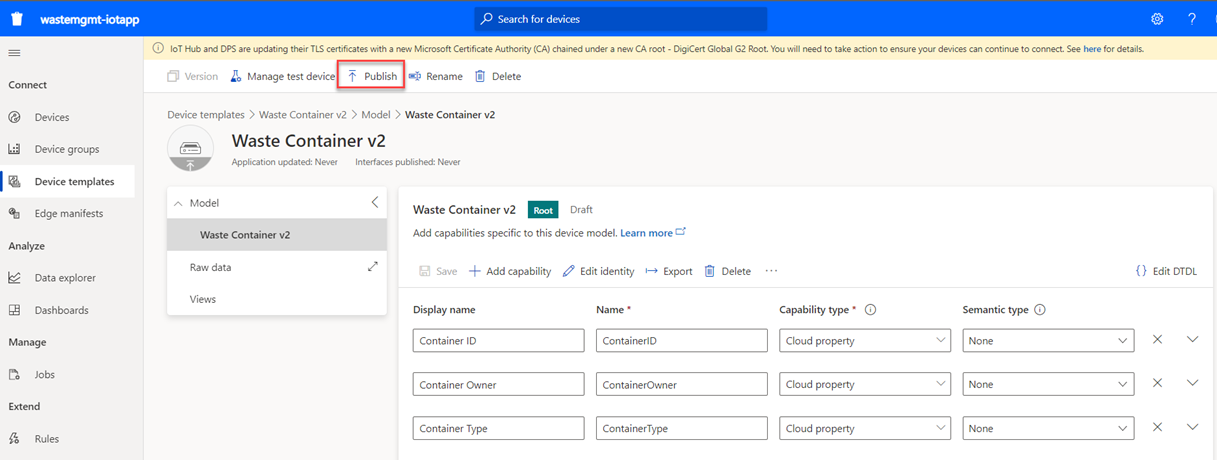 wastemgmt-iotapp
Search for devices
?
IoT Hub and DPS are updating their TLS certificates with a new Microsoft Certificate Authority (CA) chained under a new CA root - DigiCert Global G2 Root. You will need to take action to ensure your devices can continue to connect. See here for details.
Version Manage test device Publish Rename Delete
Connect
Devices
Device groups
Device templates
Edge manifests
Analyze
Data explorer
Dashboards
Manage
Jobs
Extend
Rules
Device templates > Waste Container v2 > Model > Waste Container v2
Waste Container v2
Application updated: Never Interfaces published: Never
Model
Waste Container v2
Raw data
Views
Waste Container v2 Root Draft
Add capabilities specific to this device model. Learn more
Save Add capability Edit identity Export Delete ... {} Edit DTDL
Display name Name * Capability type * Semantic type
Container ID ContainerID Cloud property None
Container Owner ContainerOwner Cloud property None
Container Type ContainerType Cloud property None